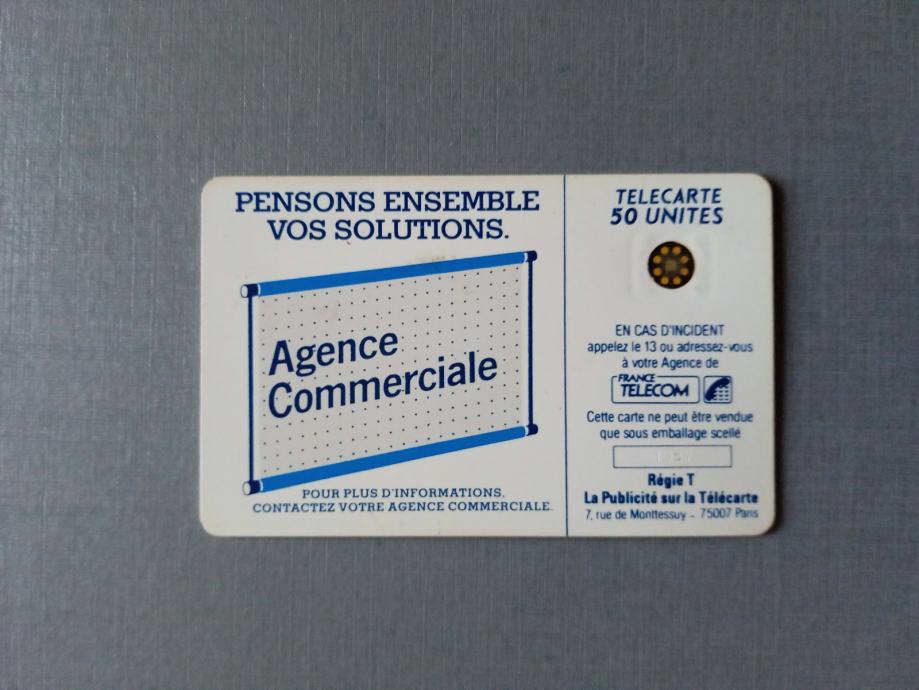 PENSONS ENSEMBLE
VOS SOLUTIONS.
Agence
Commerciale
POUR PLUS D'INFORMATIONS,
CONTACTEZ VOTRE AGENCE COMMERCIALE.
TELECARTE
50 UNITES
EN CAS D'INCIDENT
appelez le 13 ou adressez-vous
à votre Agence de
FRANCE
TELECOM
Cette carte ne peut être vendue
que sous emballage scellé
Régie T
La Publicité sur la Télécarte
7, rue de Monttessuy - 75007 Paris